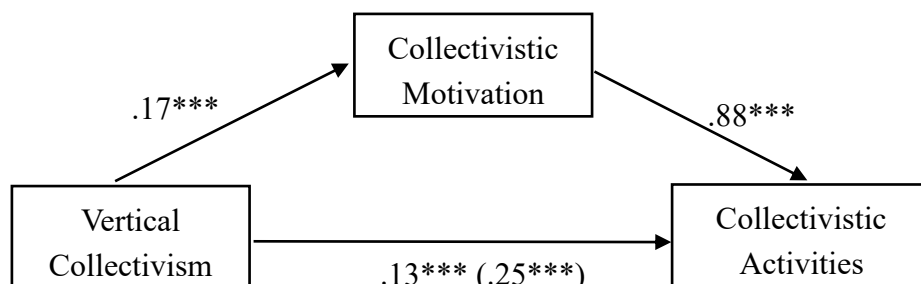 Collectivistic
Motivation
.17***
.88***
Vertical
Collectivism
Collectivistic
Activities
.13*** (.25***)